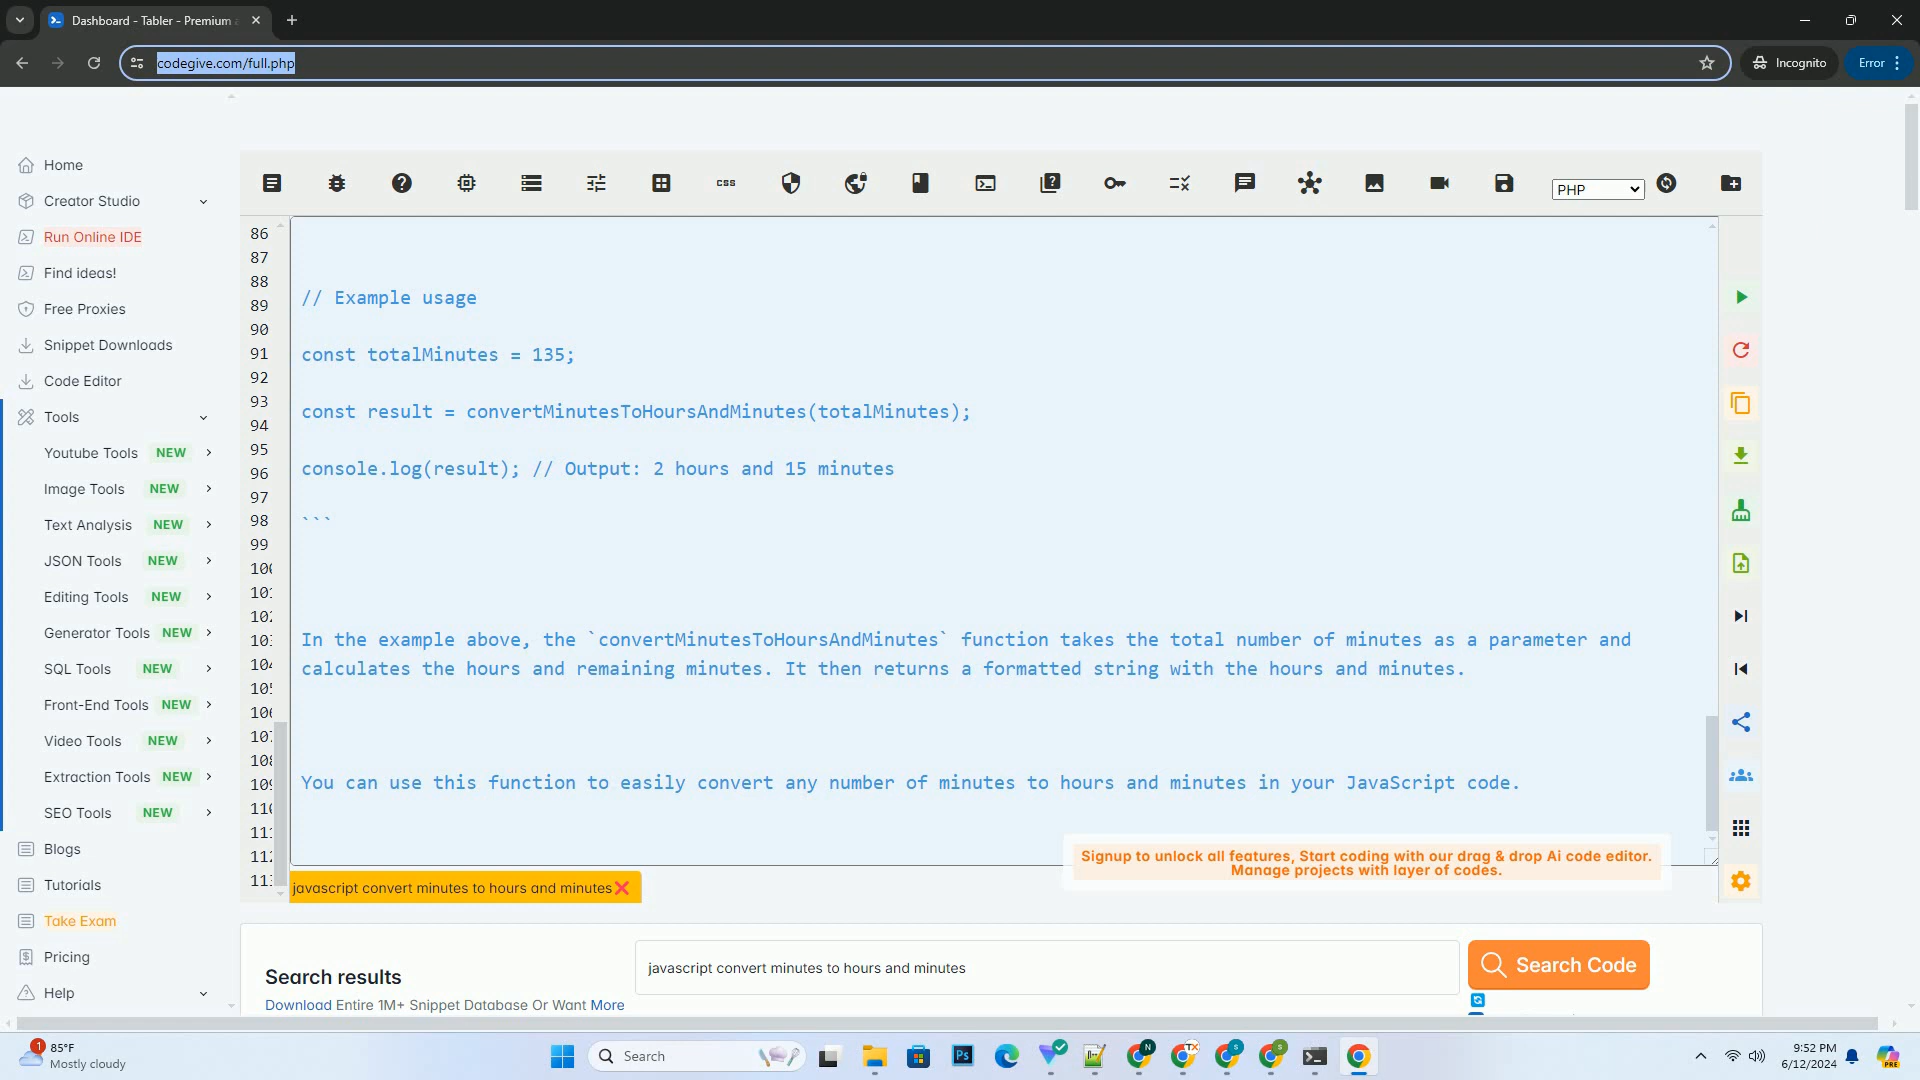 Dashboard - Tabler - Premium
codegive.com/full.php
Incognito
Error
Home
Creator Studio
Run Online IDE
Find ideas!
Free Proxies
Snippet Downloads
Code Editor
Tools
Youtube Tools NEW
Image Tools NEW
Text Analysis NEW
JSON Tools NEW
Editing Tools NEW
Generator Tools NEW
SQL Tools NEW
Front-End Tools NEW
Video Tools NEW
Extraction Tools NEW
SEO Tools NEW
Blogs
Tutorials
Take Exam
Pricing
Help
css
PHP
86
87
88
89
90
91
92
93
94
95
96
97
98
99
// Example usage
const totalMinutes = 135;
const result = convertMinutesToHoursAndMinutes(totalMinutes);
console.log(result); // Output: 2 hours and 15 minutes
```
In the example above, the `convertMinutesToHoursAndMinutes` function takes the total number of minutes as a parameter and
calculates the hours and remaining minutes. It then returns a formatted string with the hours and minutes.
You can use this function to easily convert any number of minutes to hours and minutes in your JavaScript code.
Signup to unlock all features, Start coding with our drag & drop Ai code editor.
Manage projects with layer of codes.
javascript convert minutes to hours and minutes
Search results
javascript convert minutes to hours and minutes
Search Code
Download Entire 1M+ Snippet Database Or Want More
1
85°F
Mostly cloudy
Search
Ps
N
TX
S
S
9:52 PM
6/12/2024
PRE